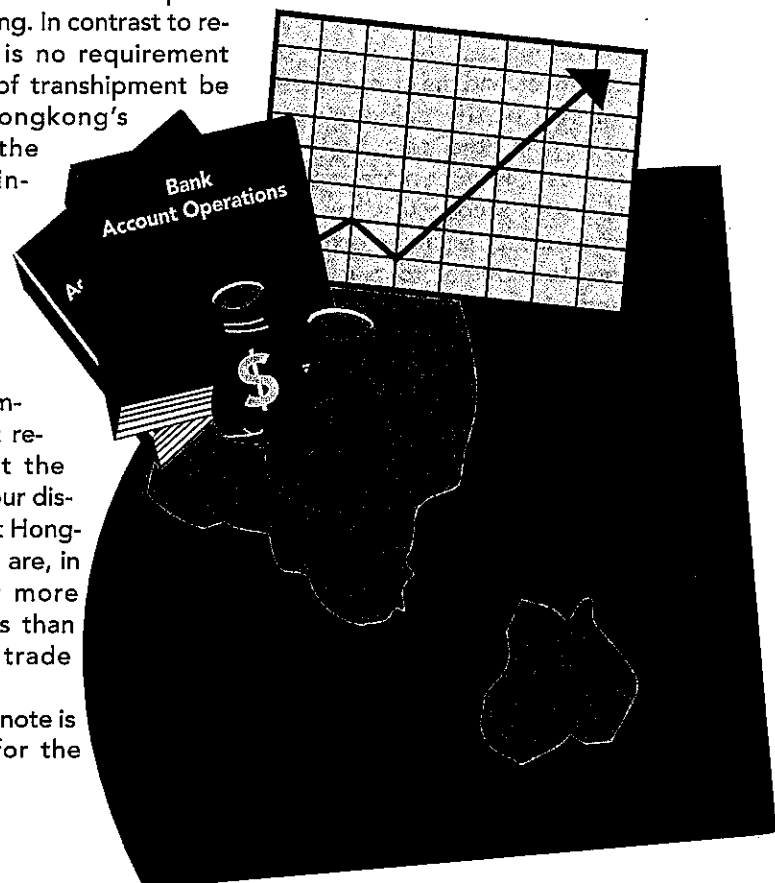 ng. In contrast to re-
is no requirement
of transhipment be
ongkong's
the
in-
Bank
Account Operations
Ac
$
m-
t re-
t the
our dis-
t Hong-
are, in
more
s than
trade
note is
for the